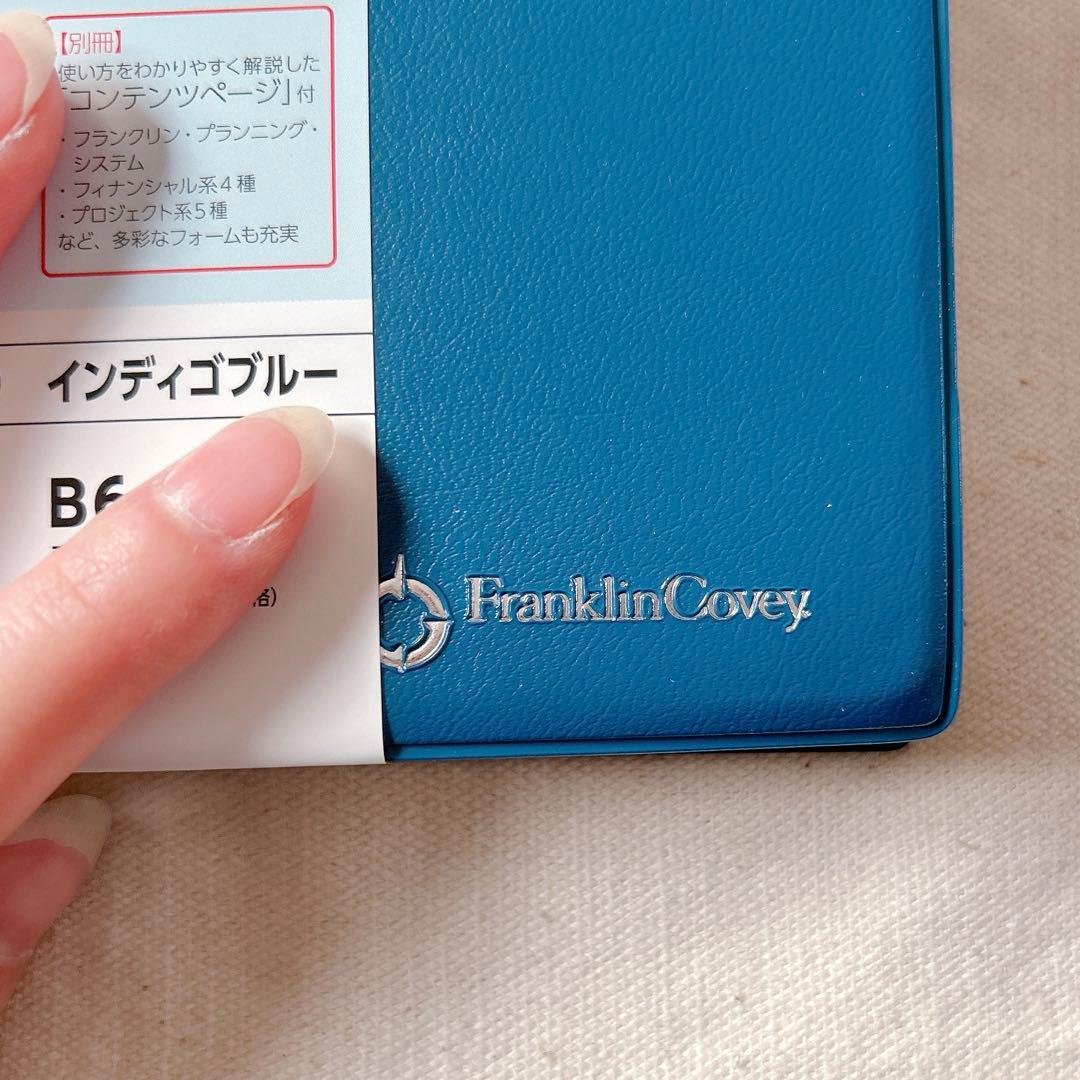 【別冊】
使い方をわかりやすく解説した
「コンテンツページ」付
・フランクリン・プランニング・
システム
・フィナンシャル系4種
・プロジェクト系5種
など、多彩なフォームも充実
インディゴブルー
B6
格)
FranklinCovey